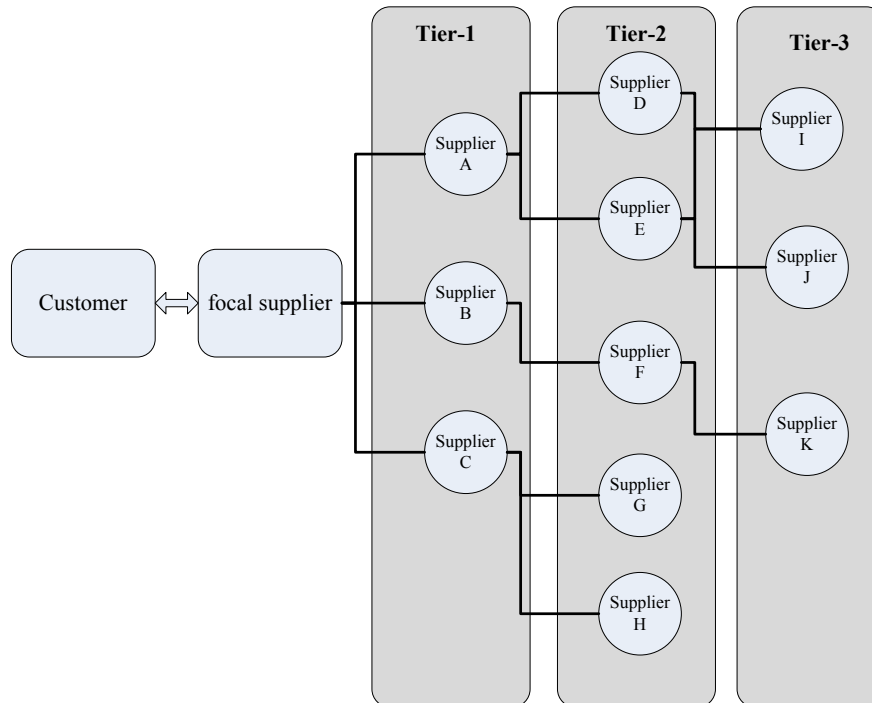 Tier-1
Tier-2
Tier-3
Supplier
A
Supplier
B
Supplier
C
Supplier
D
Supplier
E
Supplier
F
Supplier
G
Supplier
H
Supplier
I
Supplier
J
Supplier
K
Customer
focal supplier